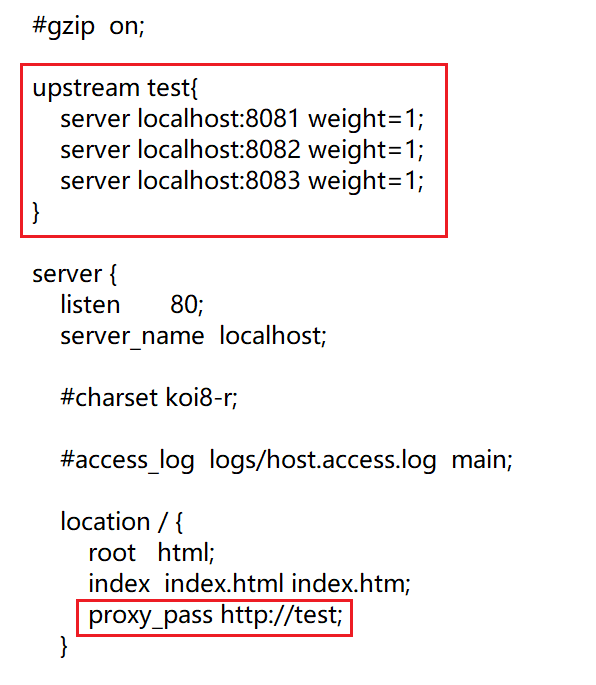 #gzip  on;
upstream test{
server localhost:8081 weight=1;
server localhost:8082 weight=1;
server localhost:8083 weight=1;
}
server {
listen       80;
server_name  localhost;
#charset koi8-r;
#access_log  logs/host.access.log  main;
location / {
root   html;
index  index.html index.htm;
proxy_pass http://test;
}